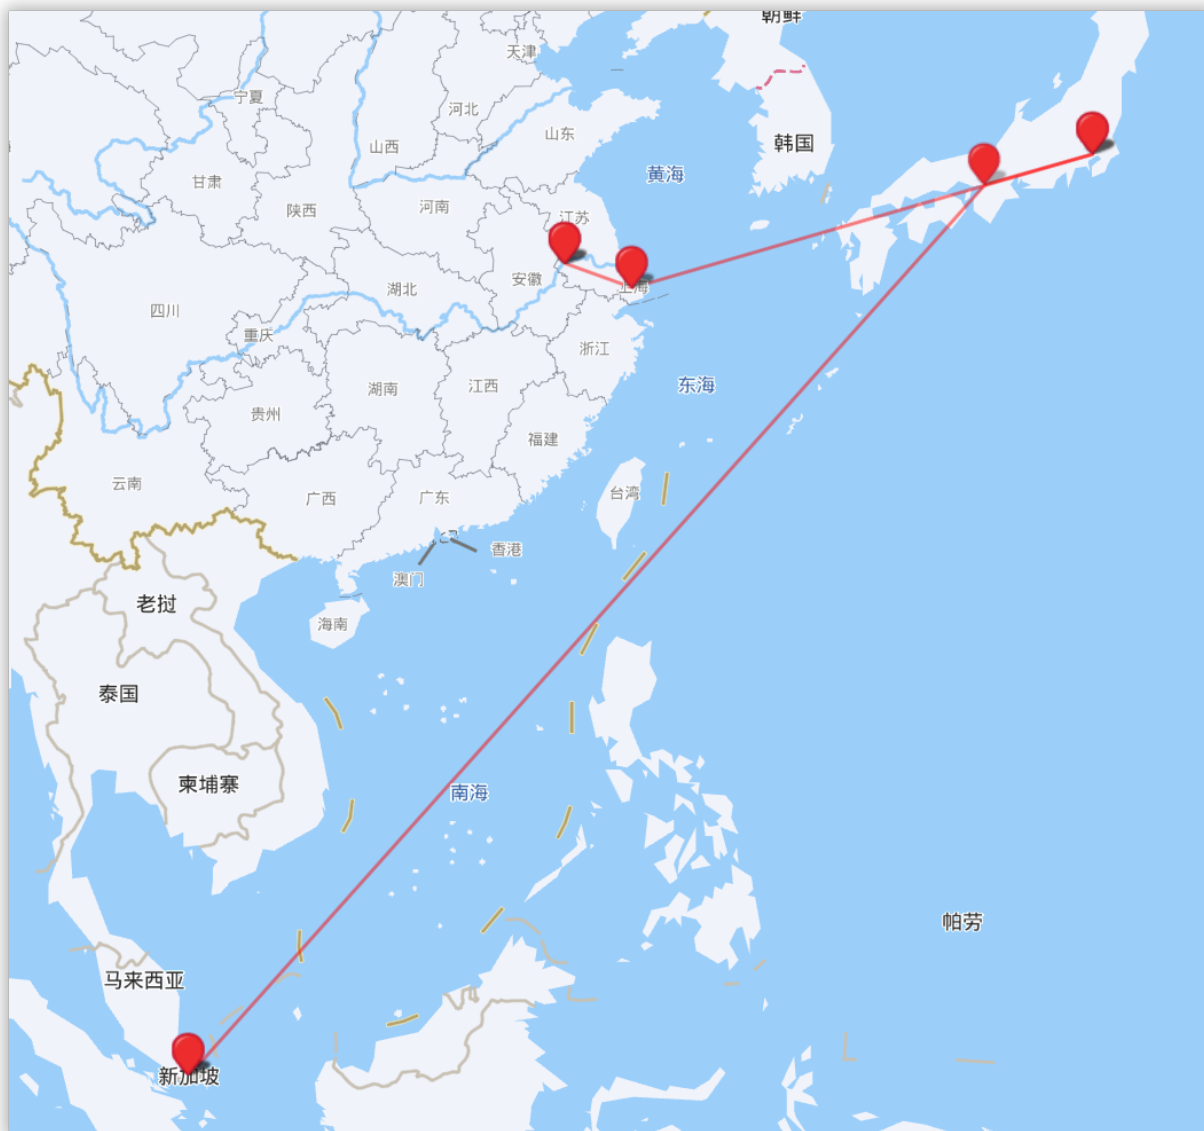 朝鲜
天津
宁夏
河北
山东
山西
韩国
黄海
甘肃
陕西
河南
江苏
安徽
上海
湖北
四川
重庆
浙江
东海
江西
湖南
贵州
福建
云南
台湾
广西
广东
香港
澳门
老挝
海南
泰国
柬埔寨
南海
帕劳
马来西亚
新加坡